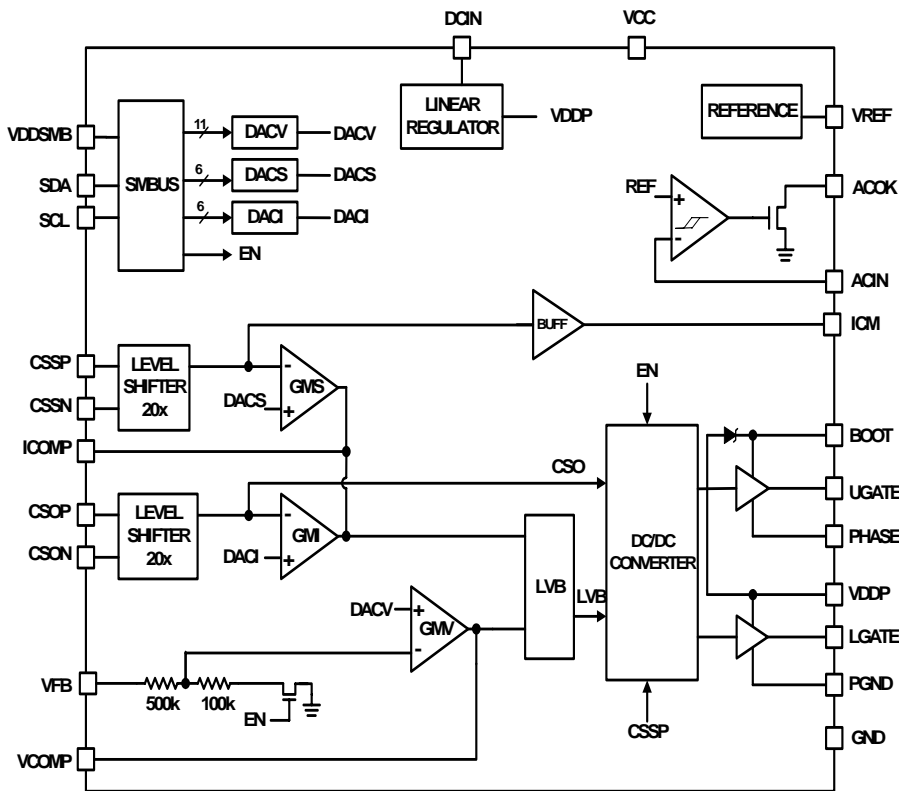 DCIN
VCC
LINEAR
REGULATOR
VDDP
REFERENCE
VREF
VDDSMB
SDA
SCL
SMBUS
11
DACV
DACV
6
DACS
DACS
6
DACI
DACI
EN
REF
+
-
ACOK
ACIN
BUFF
ICM
CSSP
CSSN
LEVEL
SHIFTER
20x
-
GMS
DACS
+
ICOMP
EN
BOOT
CSO
CSOP
CSON
LEVEL
SHIFTER
20x
-
GMI
DACI
+
UGATE
PHASE
DC/DC
CONVERTER
LVB
LVB
VDDP
DACV
+
GMV
-
LGATE
VFB
500k
100k
EN
PGND
CSSP
GND
VCOMP